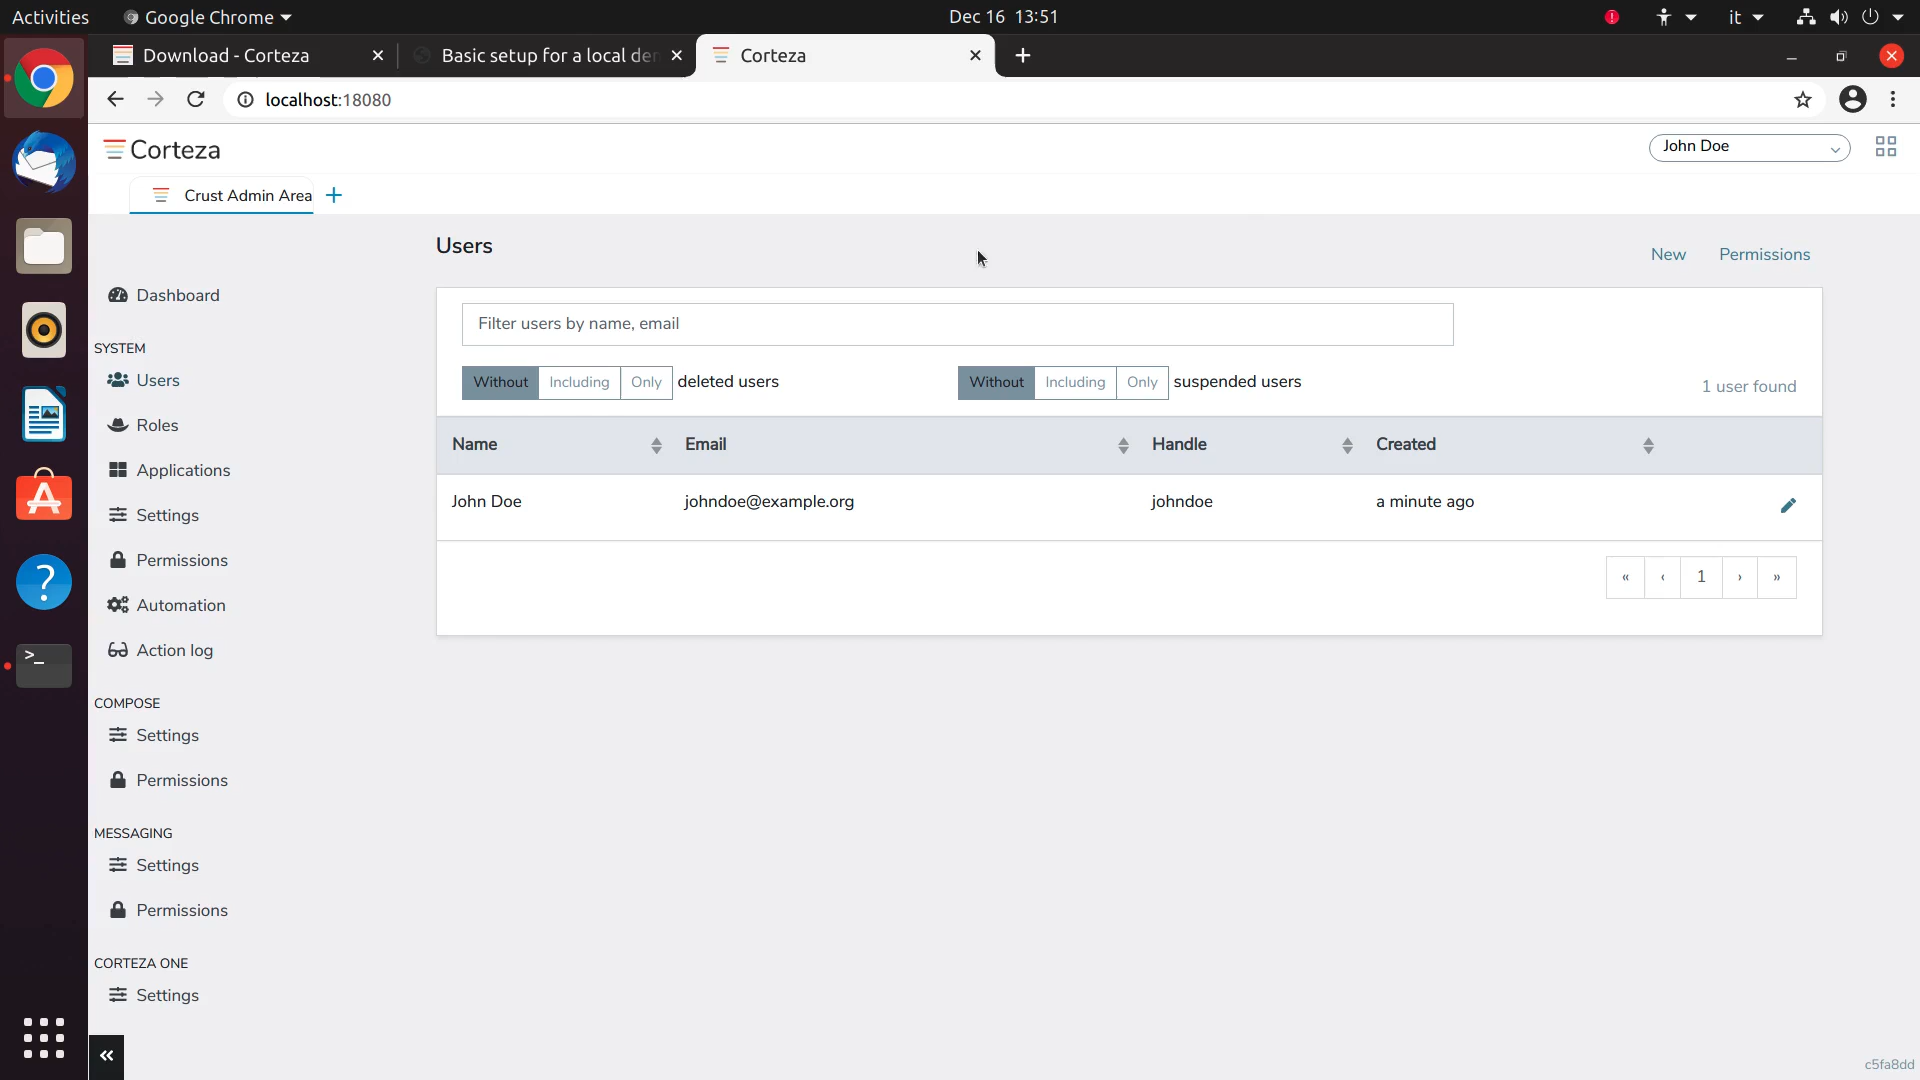 Activities Google Chrome Dec 16 13:51 it
Download - Corteza Basic setup for a local de Corteza
localhost:18080
Corteza John Doe
Crust Admin Area
Users
New Permissions
Dashboard
Filter users by name, email
SYSTEM
Users
Without Including Only deleted users Without Including Only suspended users 1 user found
Roles
Name Email Handle Created
Applications
John Doe johndoe@example.org johndoe a minute ago
Settings
Permissions
« ‹ 1 › »
Automation
Action log
COMPOSE
Settings
Permissions
MESSAGING
Settings
Permissions
CORTEZA ONE
Settings
«
c5fa8dd